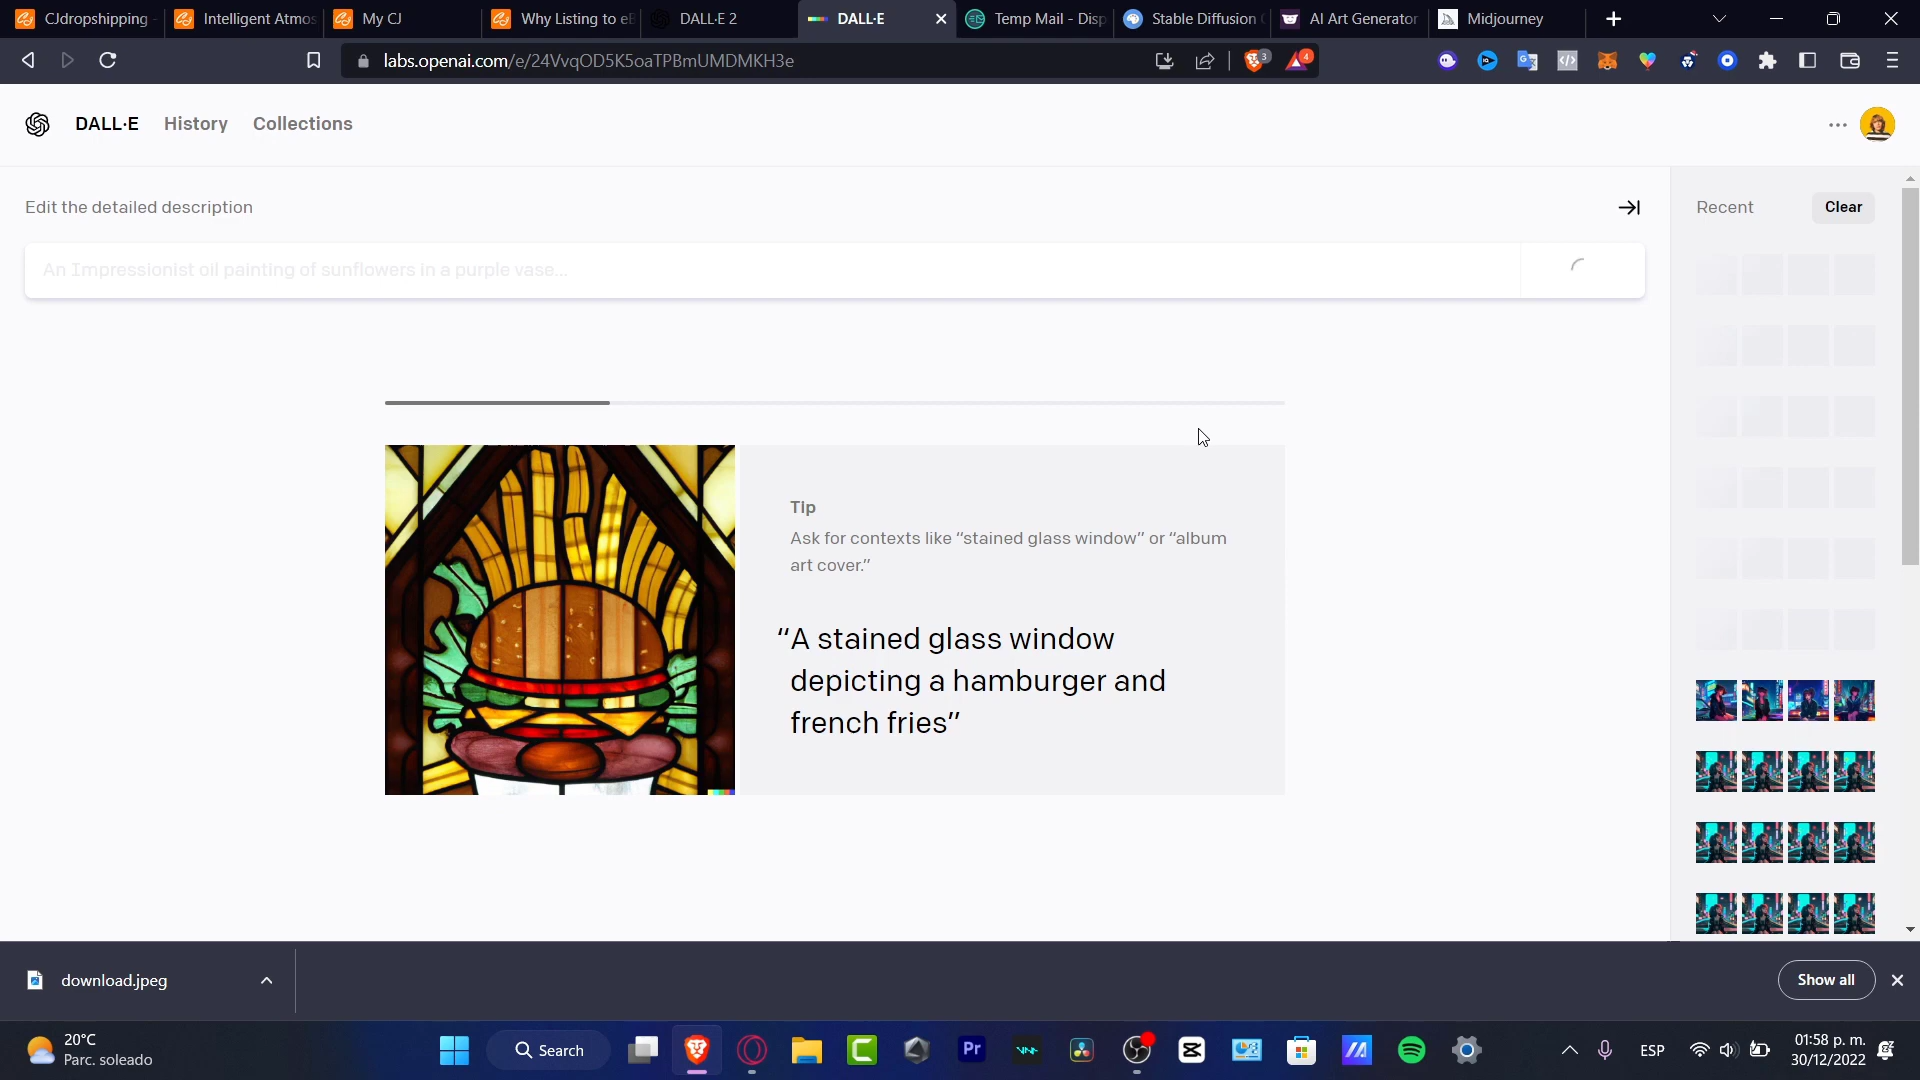 CJdropshipping -
Intelligent Atmos
My CJ
Why Listing to eB
DALL·E 2
DALL·E
Temp Mail - Disp
Stable Diffusion
AI Art Generator
Midjourney
labs.openai.com/e/24VvqOD5K5oaTPBmUMDMKH3e
3
4
DALL·E
History
Collections
Edit the detailed description
Recent
Clear
An Impressionist oil painting of sunflowers in a purple vase...
Tip
Ask for contexts like “stained glass window” or “album
art cover.”
“A stained glass window
depicting a hamburger and
french fries”
download.jpeg
Show all
20°C
Parc. soleado
Search
Pr
ESP
01:58 p. m.
30/12/2022